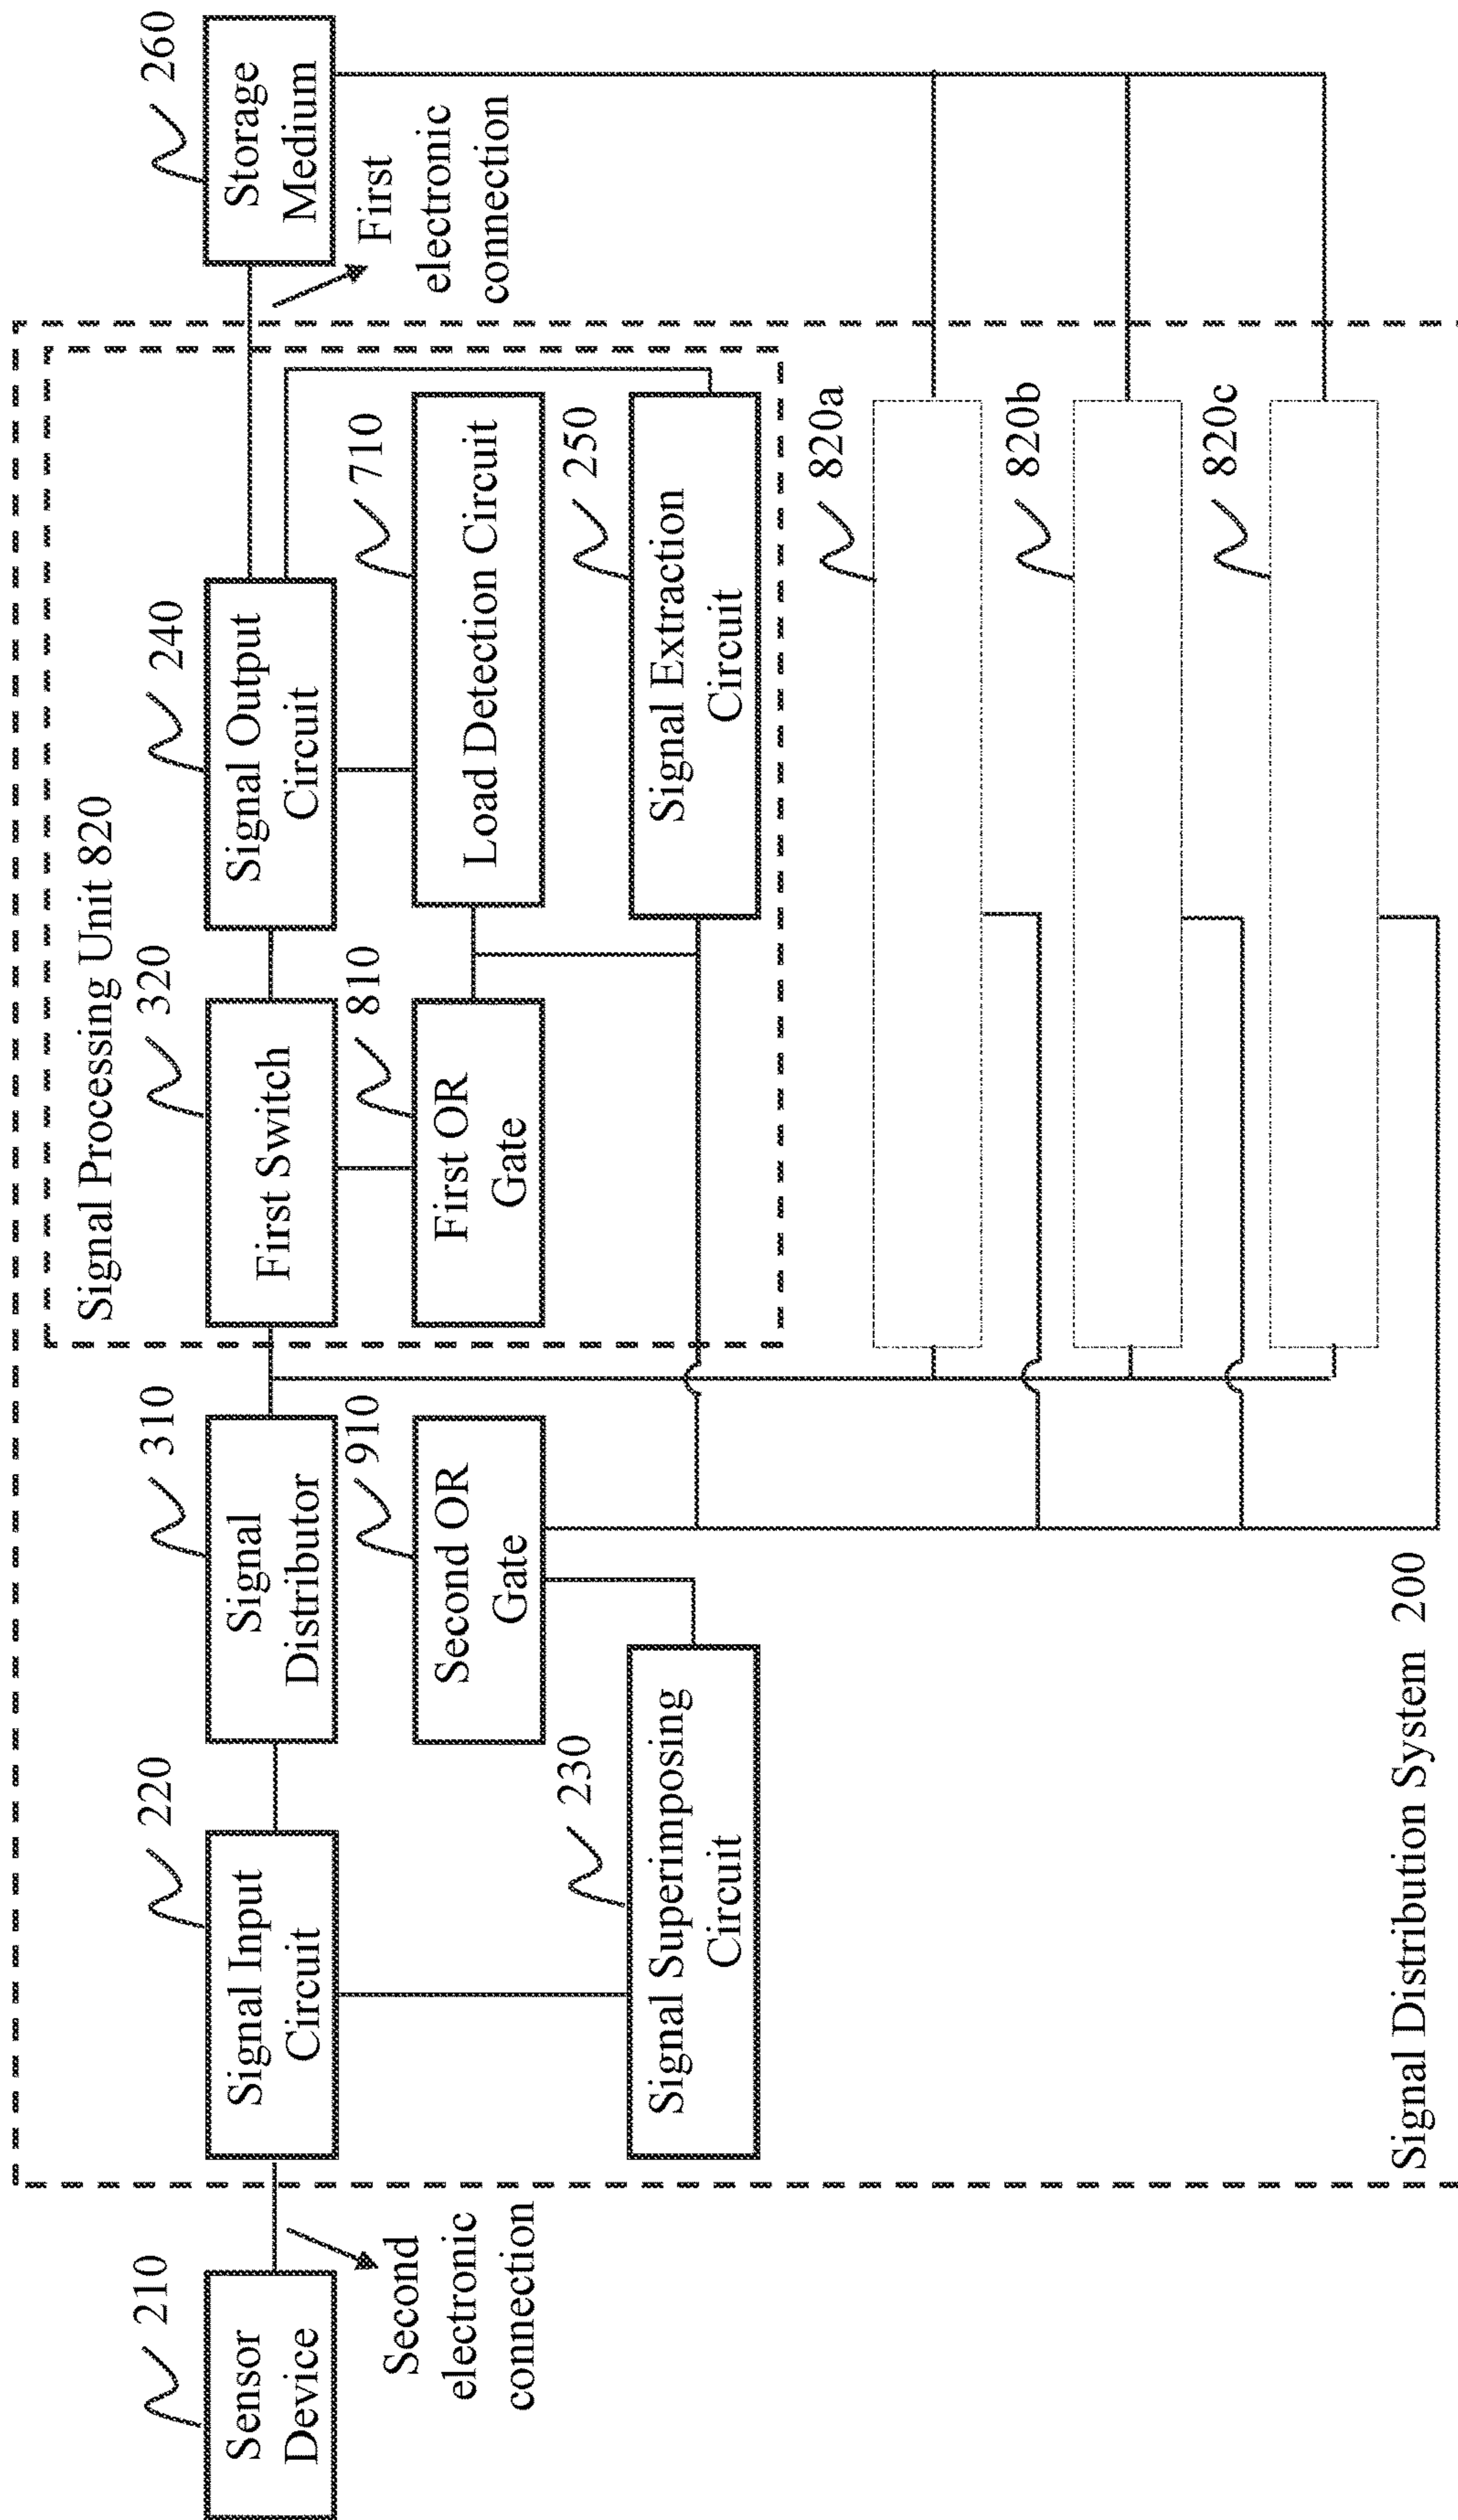 210
Sensor
Device
Second
electronic
connection
220
Signal Input
Circuit
230
Signal Superimposing
Circuit
310
Signal
Distributor
910
Second OR
Gate
Signal Processing Unit 820
320
First Switch
810
First OR
Gate
240
Signal Output
Circuit
710
Load Detection Circuit
250
Signal Extraction
Circuit
820a
820b
820c
260
Storage
Medium
First
electronic
connection
Signal Distribution System 200